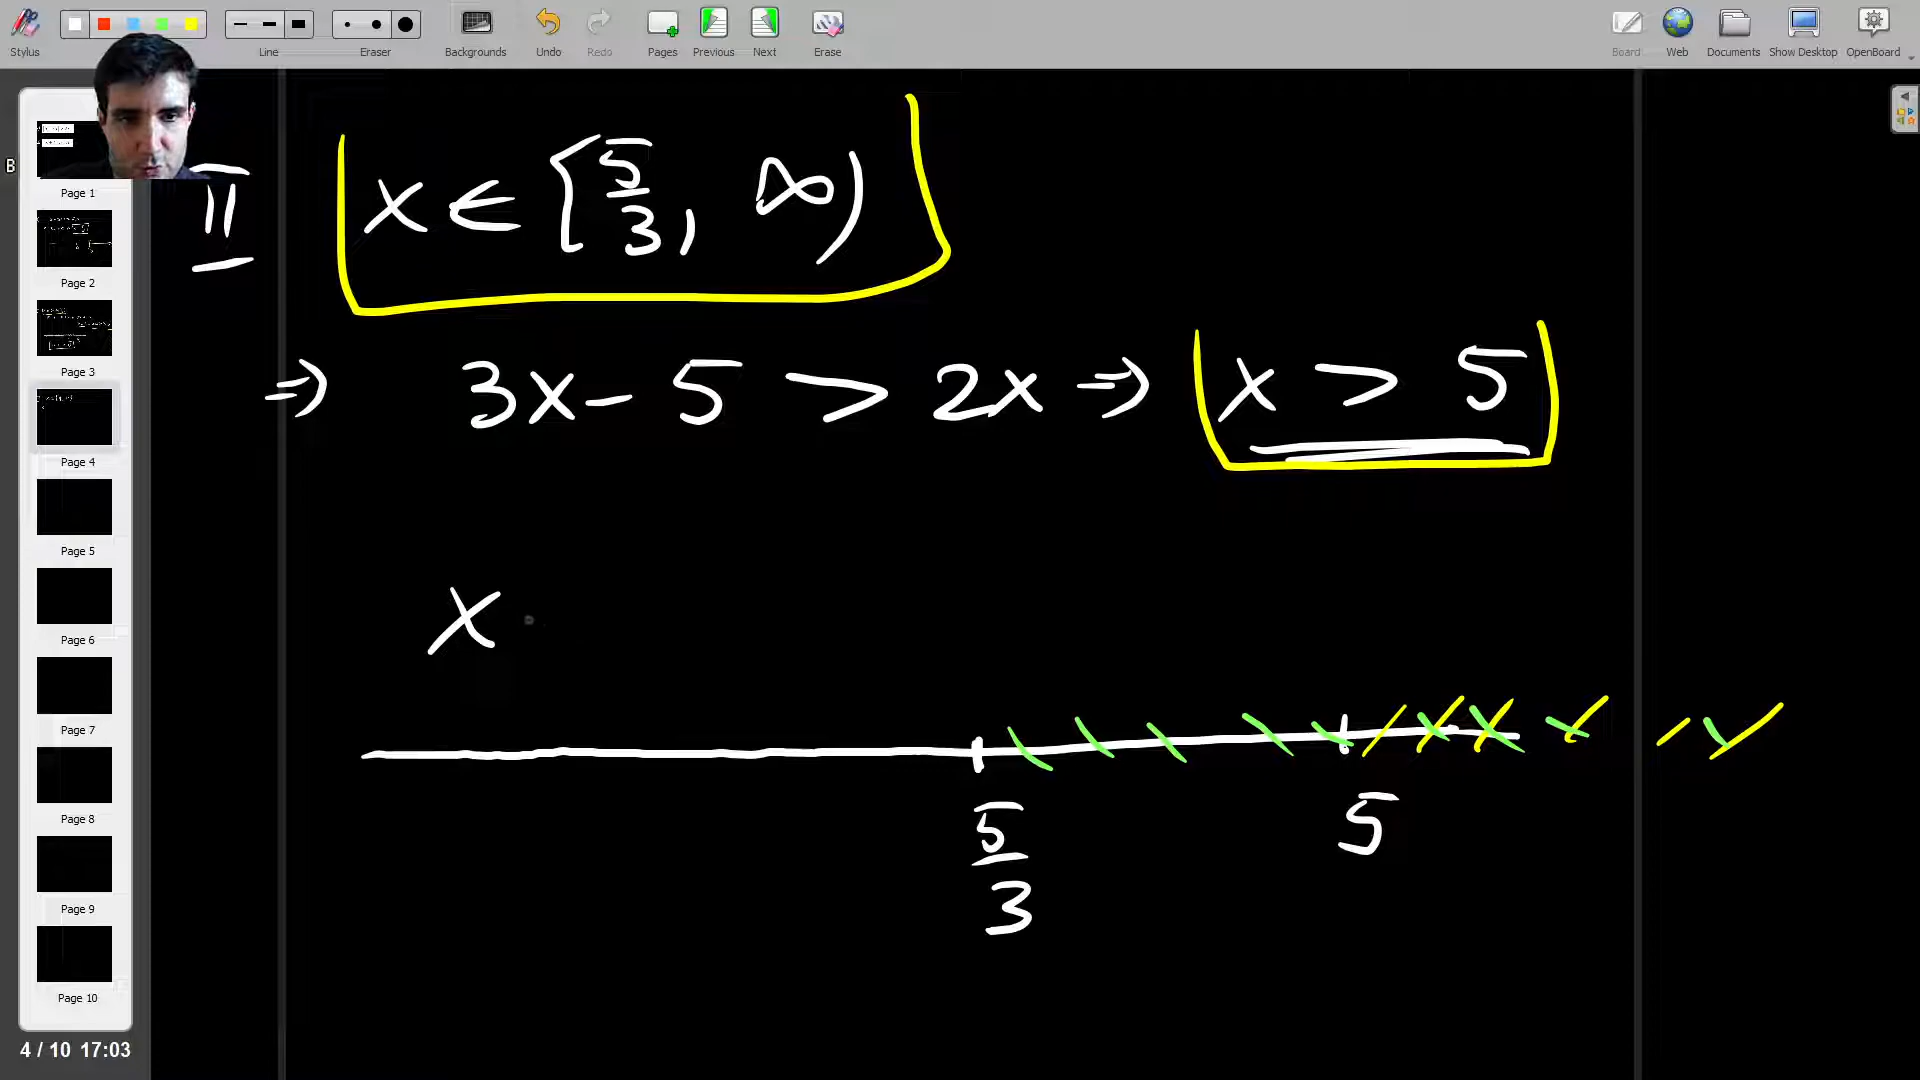 Stylus
Line
Eraser
Backgrounds
Undo
Redo
Pages
Previous
Next
Erase
Board
Web
Documents
Show Desktop
OpenBoard
B
Page 1
Page 2
Page 3
Page 4
Page 5
Page 6
Page 7
Page 8
Page 9
Page 10
4 / 10 17:03
II x ∈ [5/3, ∞)
⇒ 3x - 5 > 2x ⇒ x > 5
x
5/3 5